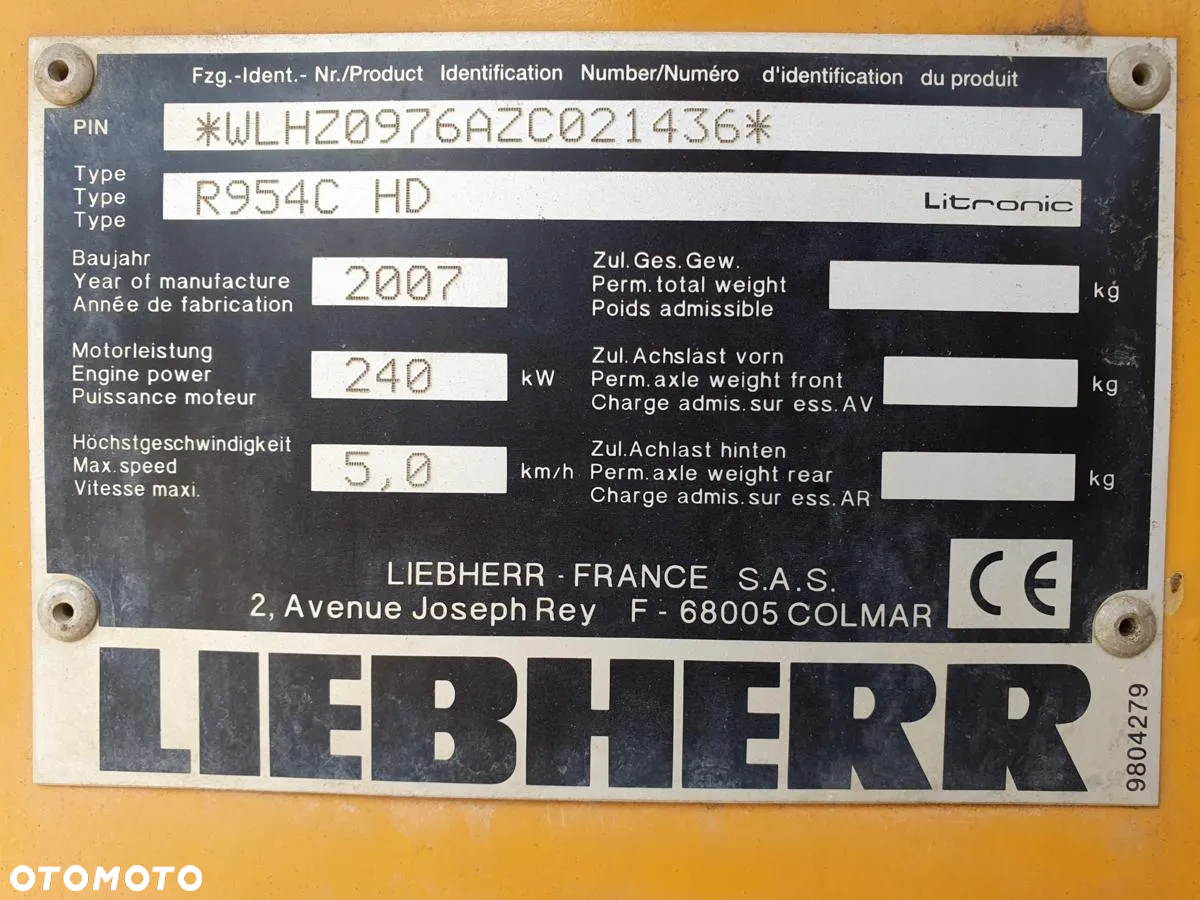 Fzg.-Ident.- Nr./Product Identification Number/Numéro d'identification du produit
PIN *WLHZ0976AZC021436*
Type
Type R954C HD Litronic
Type
Baujahr
Year of manufacture 2007
Année de fabrication
Zul.Ges.Gew.
Perm.total weight kg
Poids admissible
Motorleistung
Engine power 240 kW
Puissance moteur
Zul.Achslast vorn
Perm.axle weight front kg
Charge admis.sur ess.AV
Höchstgeschwindigkeit
Max.speed 5,0 km/h
Vitesse maxi.
Zul.Achlast hinten
Perm.axle weight rear kg
Charge admis.sur ess.AR
LIEBHERR - FRANCE S.A.S.
2, Avenue Joseph Rey F - 68005 COLMAR
CE
LIEBHERR
9804279
OTOMOTO